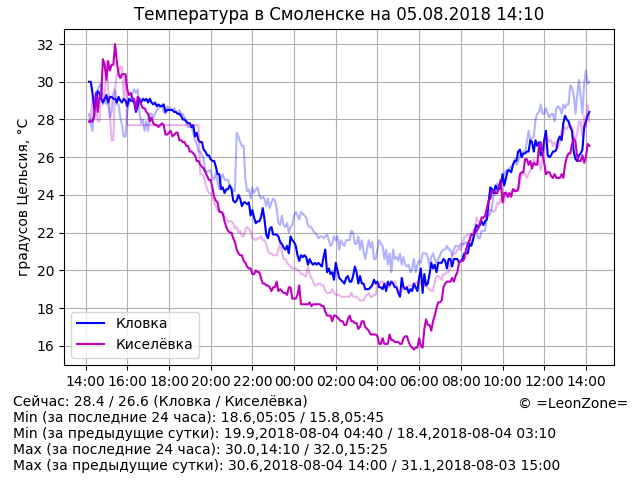 Температура в Смоленске на 05.08.2018 14:10
градусов Цельсия, °C
32
30
28
26
24
22
20
18
16
Кловка
Киселёвка
14:00 16:00 18:00 20:00 22:00 00:00 02:00 04:00 06:00 08:00 10:00 12:00 14:00
Сейчас: 28.4 / 26.6 (Кловка / Киселёвка)
© =LeonZone=
Min (за последние 24 часа): 18.6,05:05 / 15.8,05:45
Min (за предыдущие сутки): 19.9,2018-08-04 04:40 / 18.4,2018-08-04 03:10
Max (за последние 24 часа): 30.0,14:10 / 32.0,15:25
Max (за предыдущие сутки): 30.6,2018-08-04 14:00 / 31.1,2018-08-03 15:00